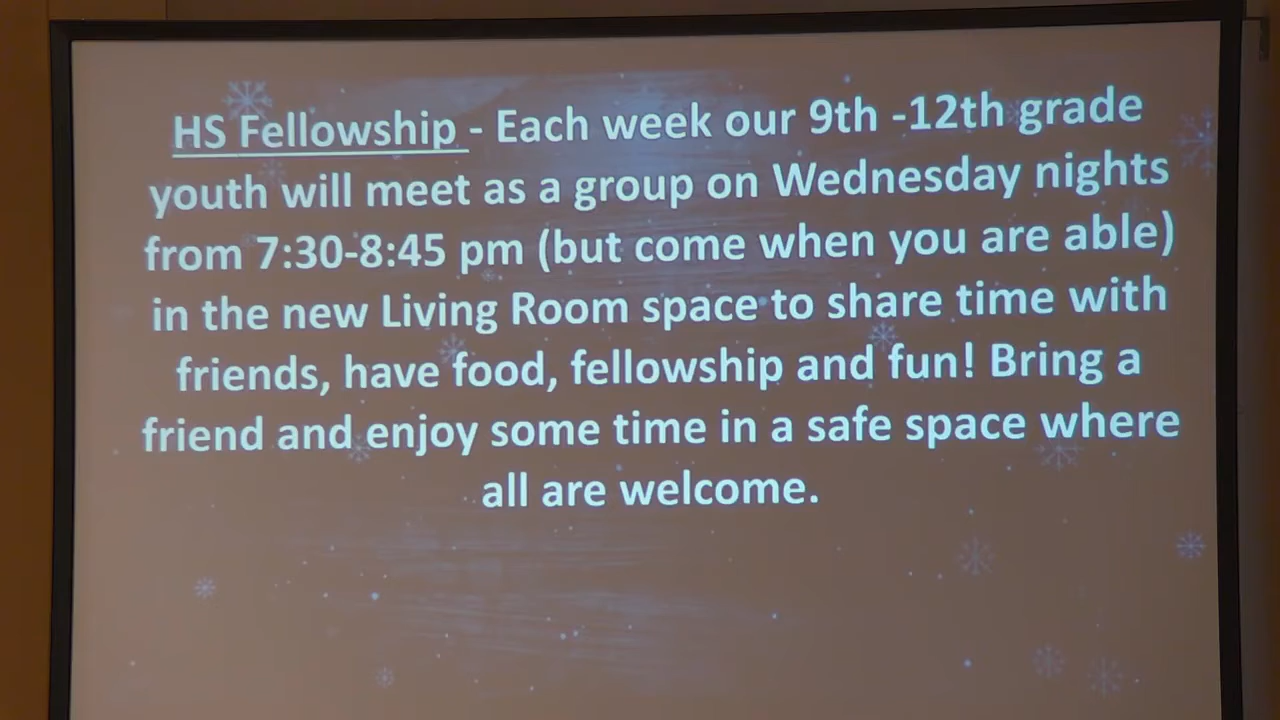 HS Fellowship - Each week our 9th -12th grade
youth will meet as a group on Wednesday nights
from 7:30-8:45 pm (but come when you are able)
in the new Living Room space to share time with
friends, have food, fellowship and fun! Bring a
friend and enjoy some time in a safe space where
all are welcome.